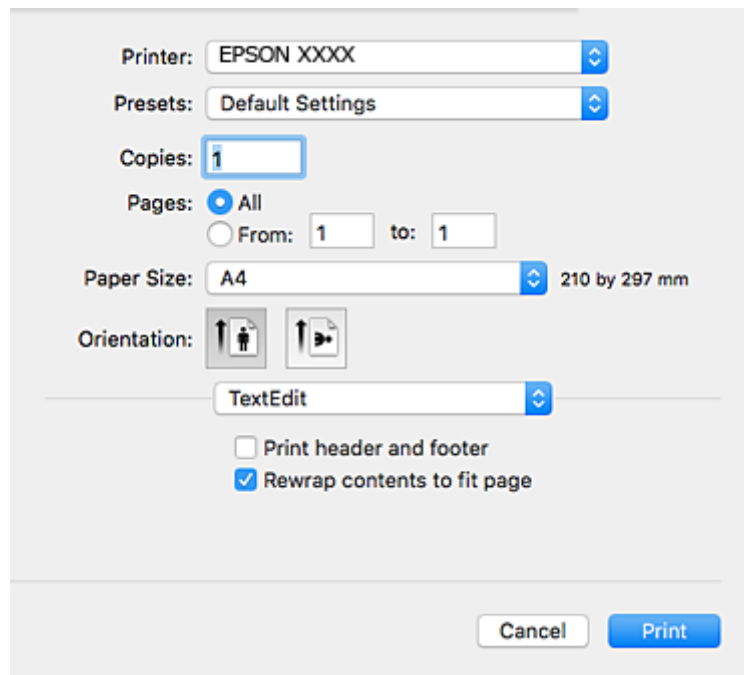 Printer: EPSON XXXX
Presets: Default Settings
Copies: 1
Pages: All
From: 1 to: 1
Paper Size: A4 210 by 297 mm
Orientation:
TextEdit
Print header and footer
Rewrap contents to fit page
Cancel Print